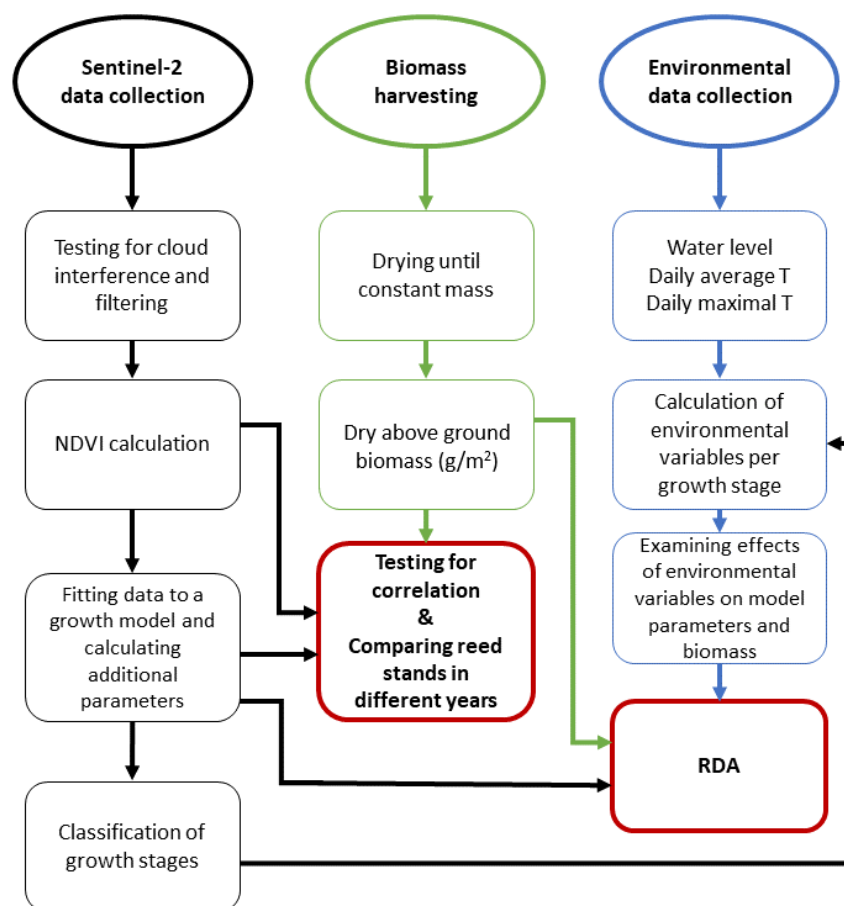 Sentinel-2
data collection
Biomass
harvesting
Environmental
data collection
Testing for cloud
interference and
filtering
Drying until
constant mass
Water level
Daily average T
Daily maximal T
NDVI calculation
Dry above ground
biomass (g/m²)
Calculation of
environmental
variables per
growth stage
Fitting data to a
growth model and
calculating
additional
parameters
Testing for
correlation
&
Comparing reed
stands in
different years
Examining effects
of environmental
variables on model
parameters and
biomass
RDA
Classification of
growth stages